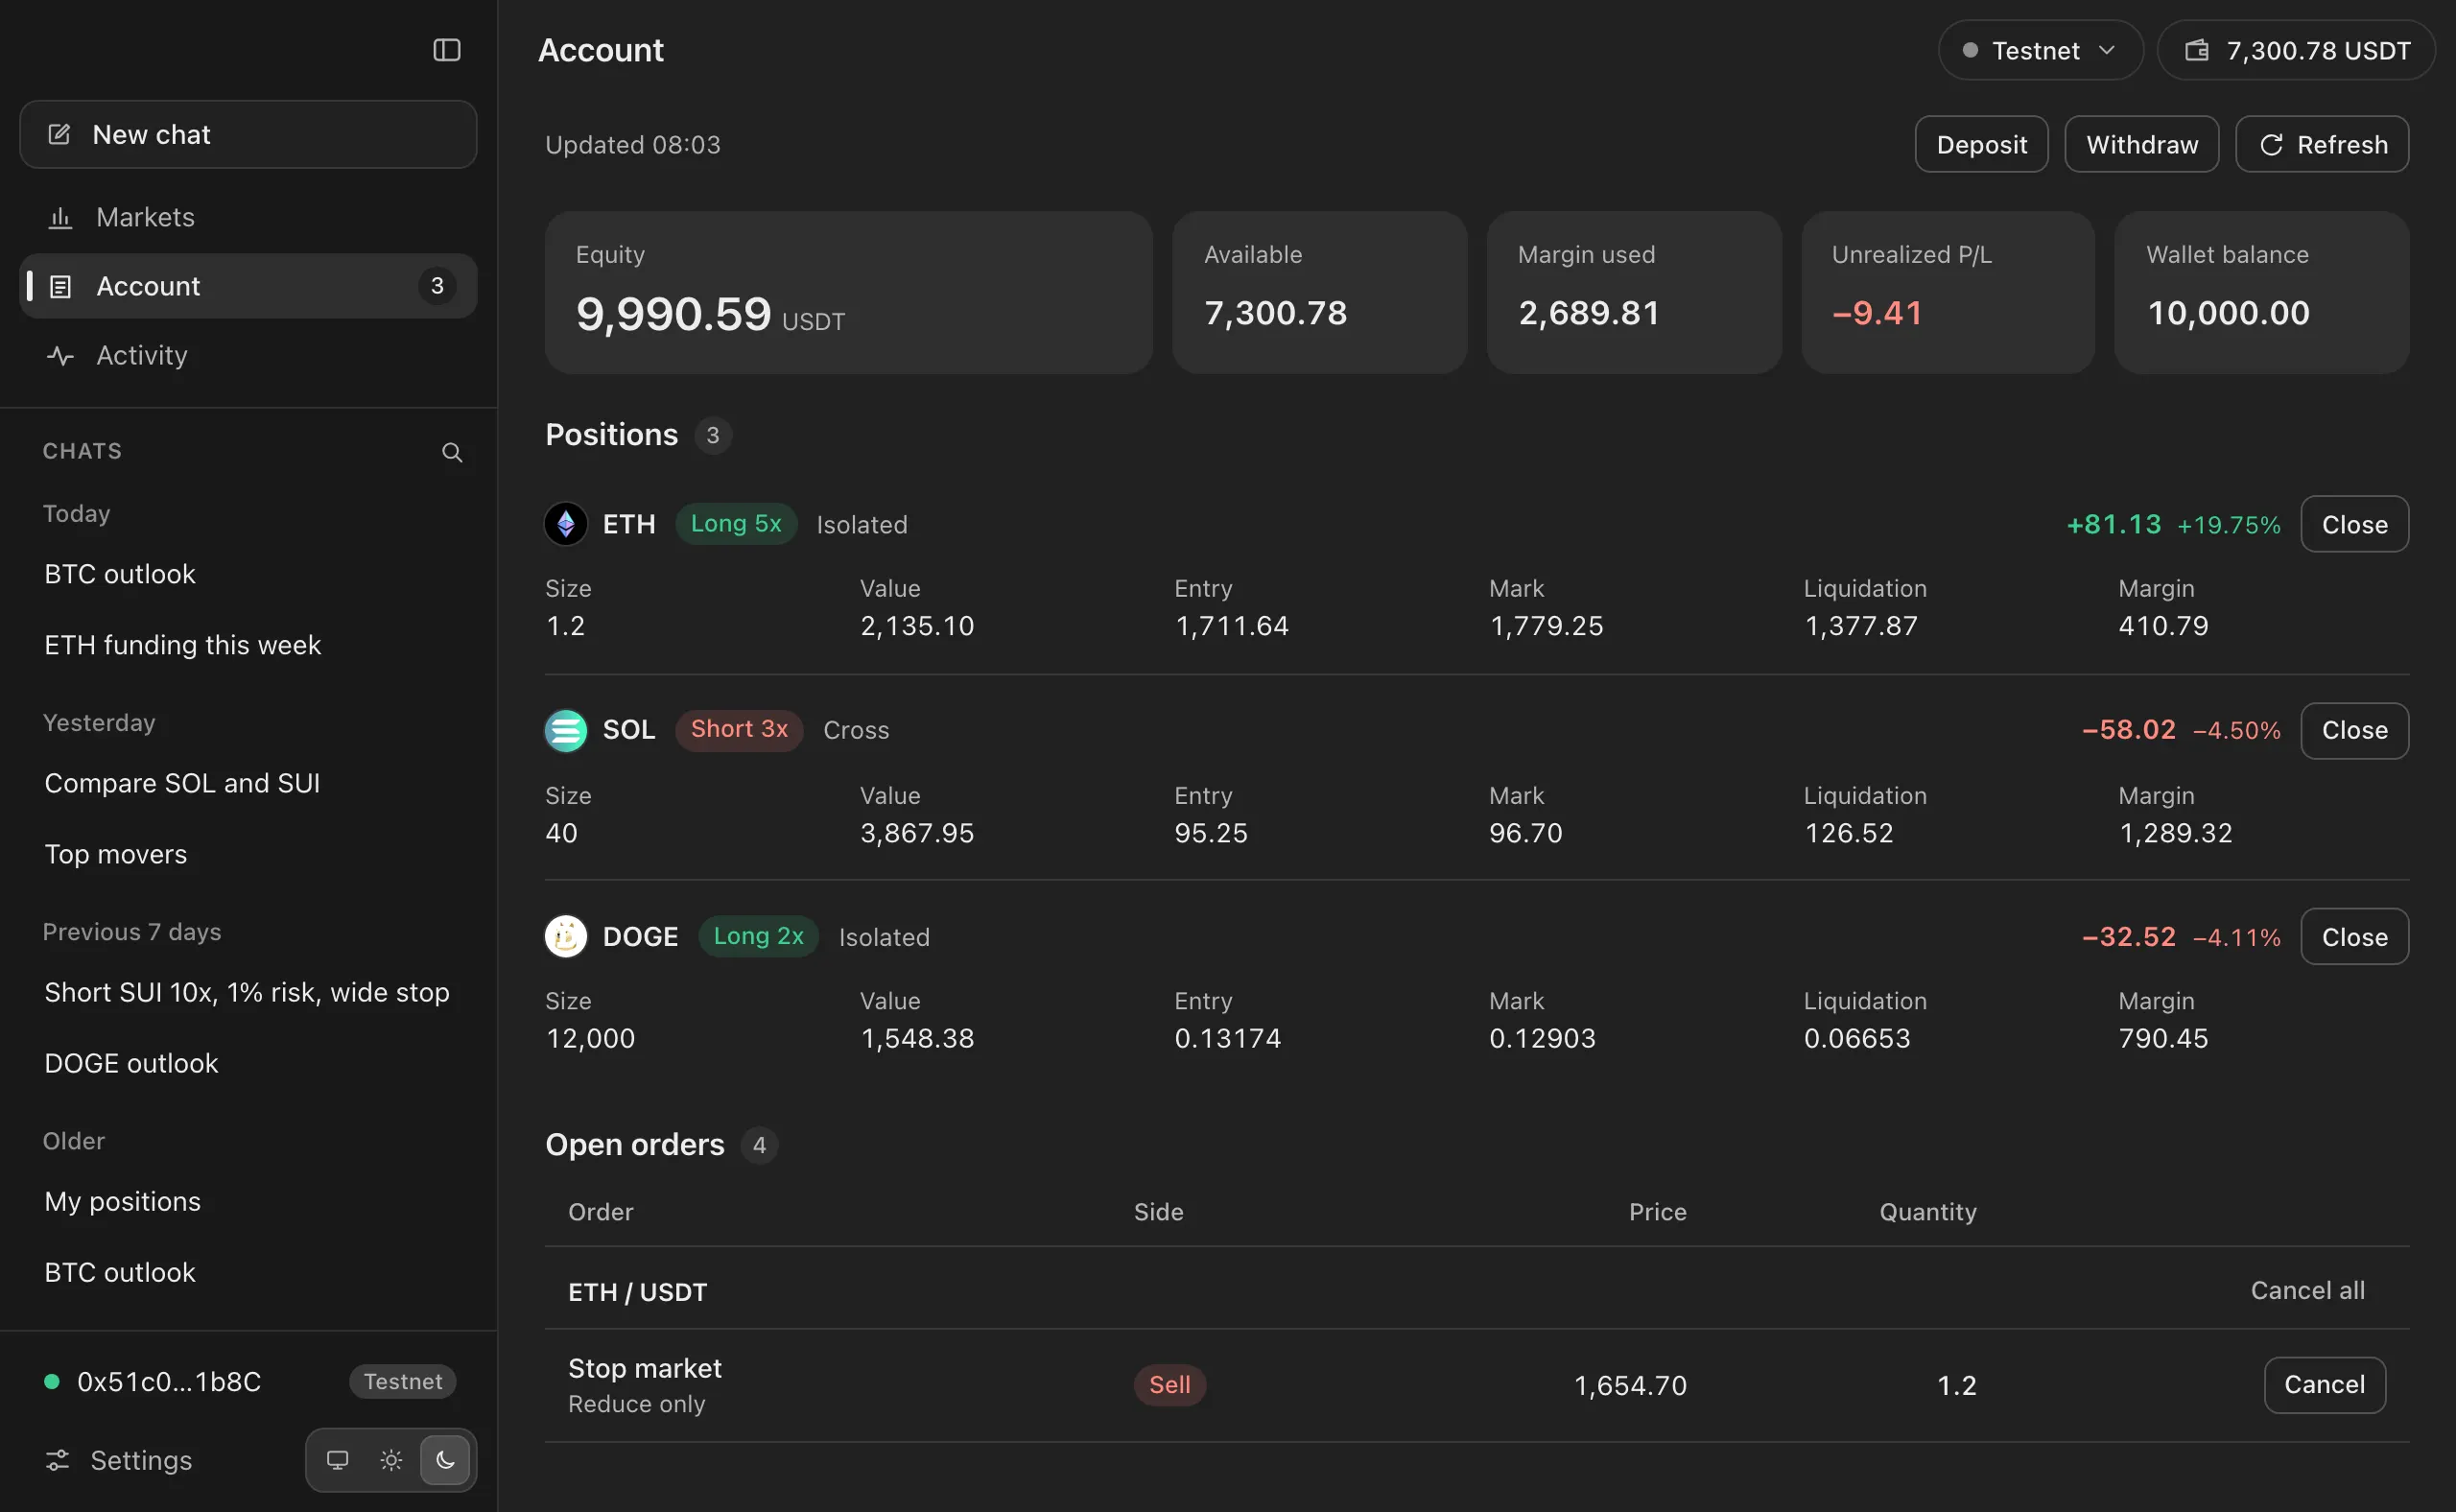 New chat
Markets
Account 3
Activity
CHATS
Today
BTC outlook
ETH funding this week
Yesterday
Compare SOL and SUI
Top movers
Previous 7 days
Short SUI 10x, 1% risk, wide stop
DOGE outlook
Older
My positions
BTC outlook
0x51c0...1b8C Testnet
Settings
Account
Testnet 7,300.78 USDT
Updated 08:03 Deposit Withdraw Refresh
Equity Available Margin used Unrealized P/L Wallet balance
9,990.59 USDT 7,300.78 2,689.81 −9.41 10,000.00
Positions 3
ETH Long 5x Isolated +81.13 +19.75% Close
Size Value Entry Mark Liquidation Margin
1.2 2,135.10 1,711.64 1,779.25 1,377.87 410.79
SOL Short 3x Cross −58.02 −4.50% Close
Size Value Entry Mark Liquidation Margin
40 3,867.95 95.25 96.70 126.52 1,289.32
DOGE Long 2x Isolated −32.52 −4.11% Close
Size Value Entry Mark Liquidation Margin
12,000 1,548.38 0.13174 0.12903 0.06653 790.45
Open orders 4
Order Side Price Quantity
ETH / USDT Cancel all
Stop market Sell 1,654.70 1.2 Cancel
Reduce only